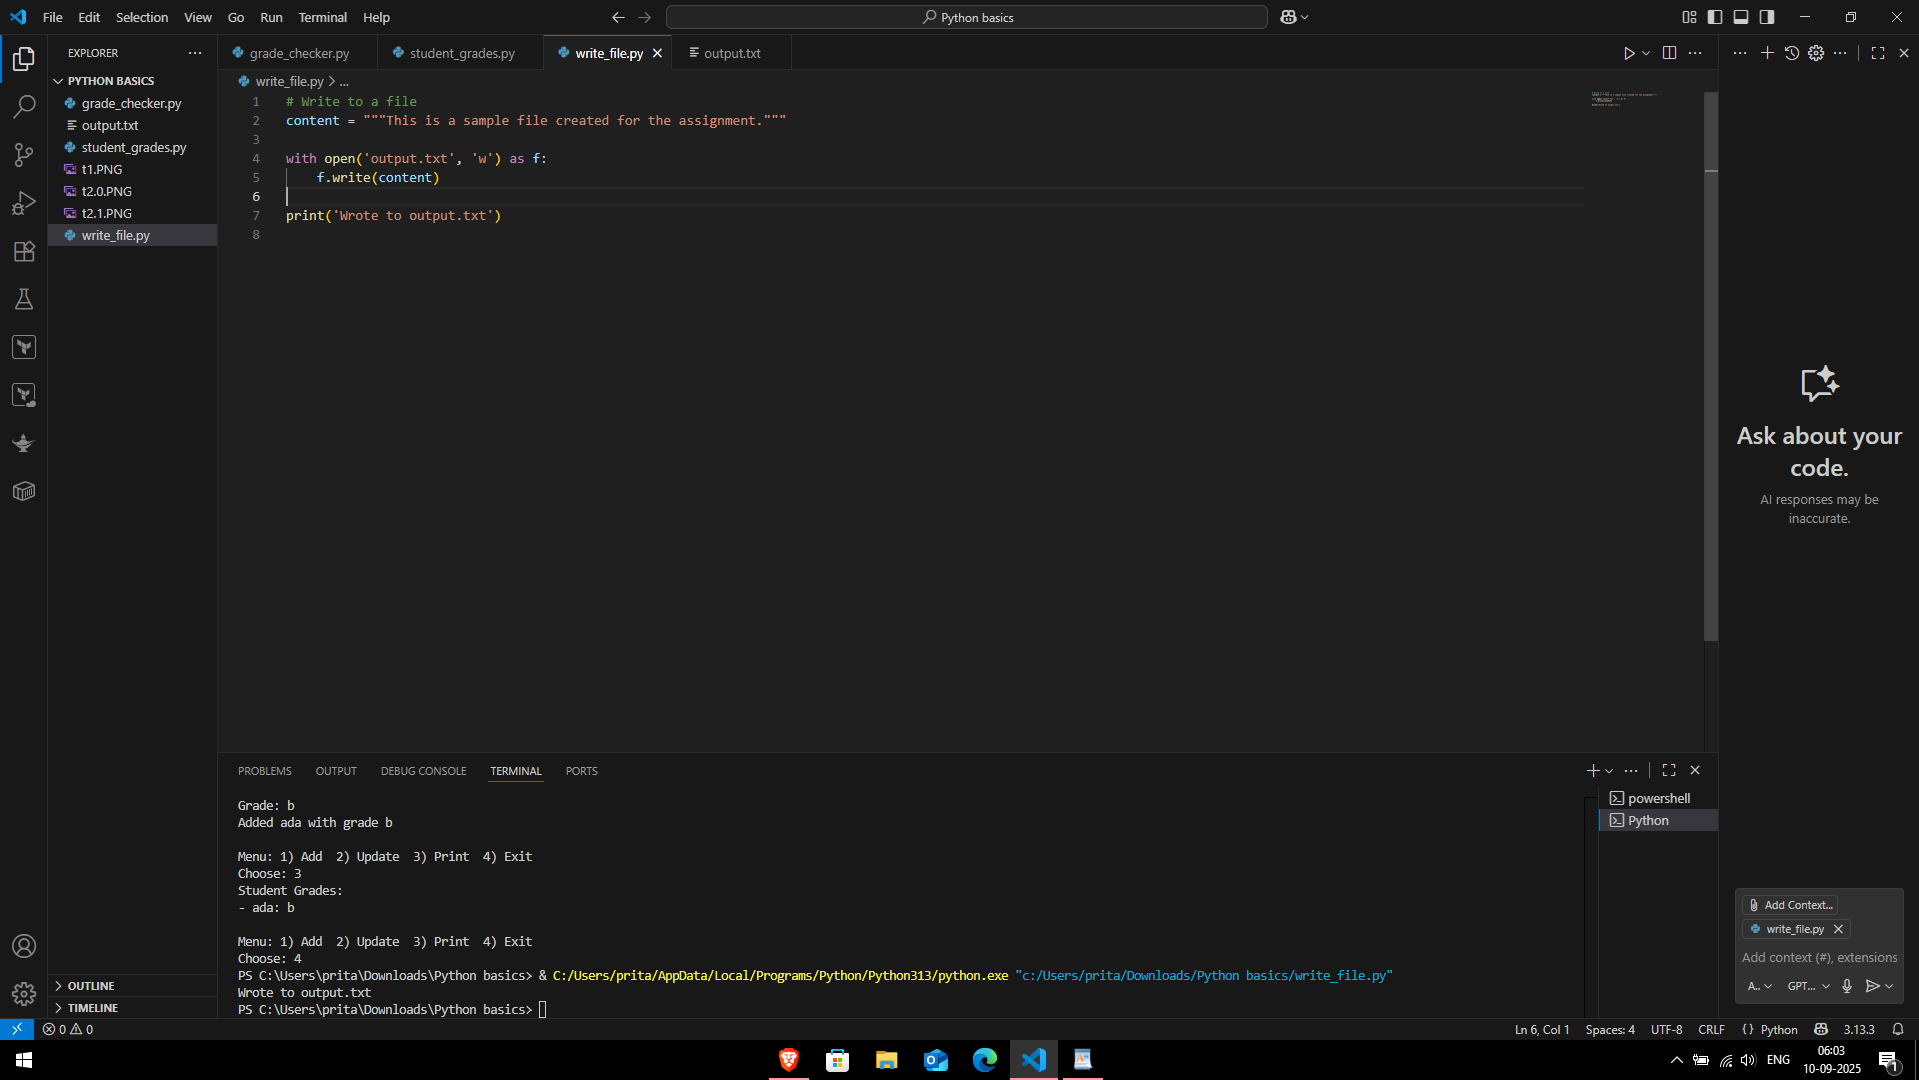 File Edit Selection View Go Run Terminal Help
Python basics
EXPLORER
PYTHON BASICS
grade_checker.py
output.txt
student_grades.py
t1.PNG
t2.0.PNG
t2.1.PNG
write_file.py
OUTLINE
TIMELINE
grade_checker.py student_grades.py write_file.py output.txt
write_file.py > ...
1 # Write to a file
2 content = """This is a sample file created for the assignment."""
3
4 with open('output.txt', 'w') as f:
5 f.write(content)
6
7 print('Wrote to output.txt')
8
PROBLEMS OUTPUT DEBUG CONSOLE TERMINAL PORTS
Grade: b
Added ada with grade b
Menu: 1) Add 2) Update 3) Print 4) Exit
Choose: 3
Student Grades:
- ada: b
Menu: 1) Add 2) Update 3) Print 4) Exit
Choose: 4
PS C:\Users\prita\Downloads\Python basics> & C:/Users/prita/AppData/Local/Programs/Python/Python313/python.exe "c:/Users/prita/Downloads/Python basics/write_file.py"
Wrote to output.txt
PS C:\Users\prita\Downloads\Python basics>
powershell
Python
Ask about your
code.
AI responses may be
inaccurate.
Add Context...
write_file.py
Add context (#), extensions
A.. GPT...
0 0
Ln 6, Col 1 Spaces: 4 UTF-8 CRLF {} Python 3.13.3
ENG
06:03
10-09-2025
1